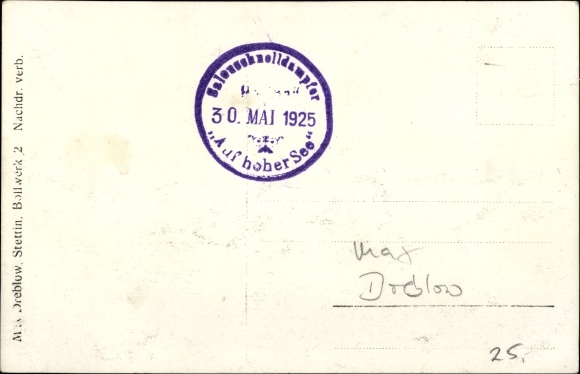 Salonschnelldampfer
30. MAI 1925
„Auf hoher See“
Max Dreblow, Stettin, Bollwerk 2 Nachdr. verb.
Max
Dreblow
25,-